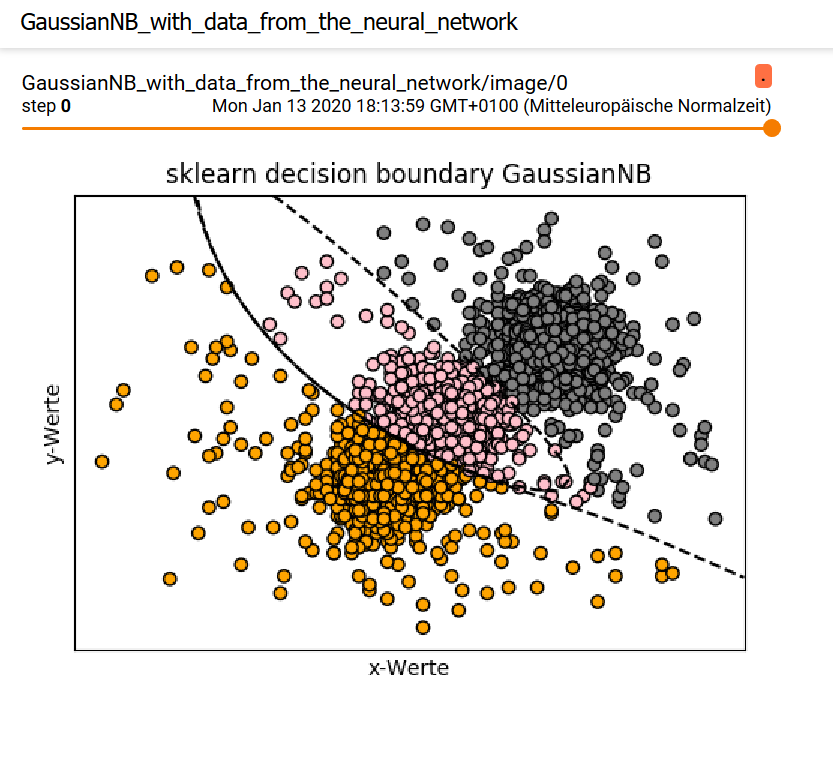 GaussianNB_with_data_from_the_neural_network
GaussianNB_with_data_from_the_neural_network/image/0
.
step 0 Mon Jan 13 2020 18:13:59 GMT+0100 (Mitteleuropäische Normalzeit)
sklearn decision boundary GaussianNB
y-Werte
x-Werte